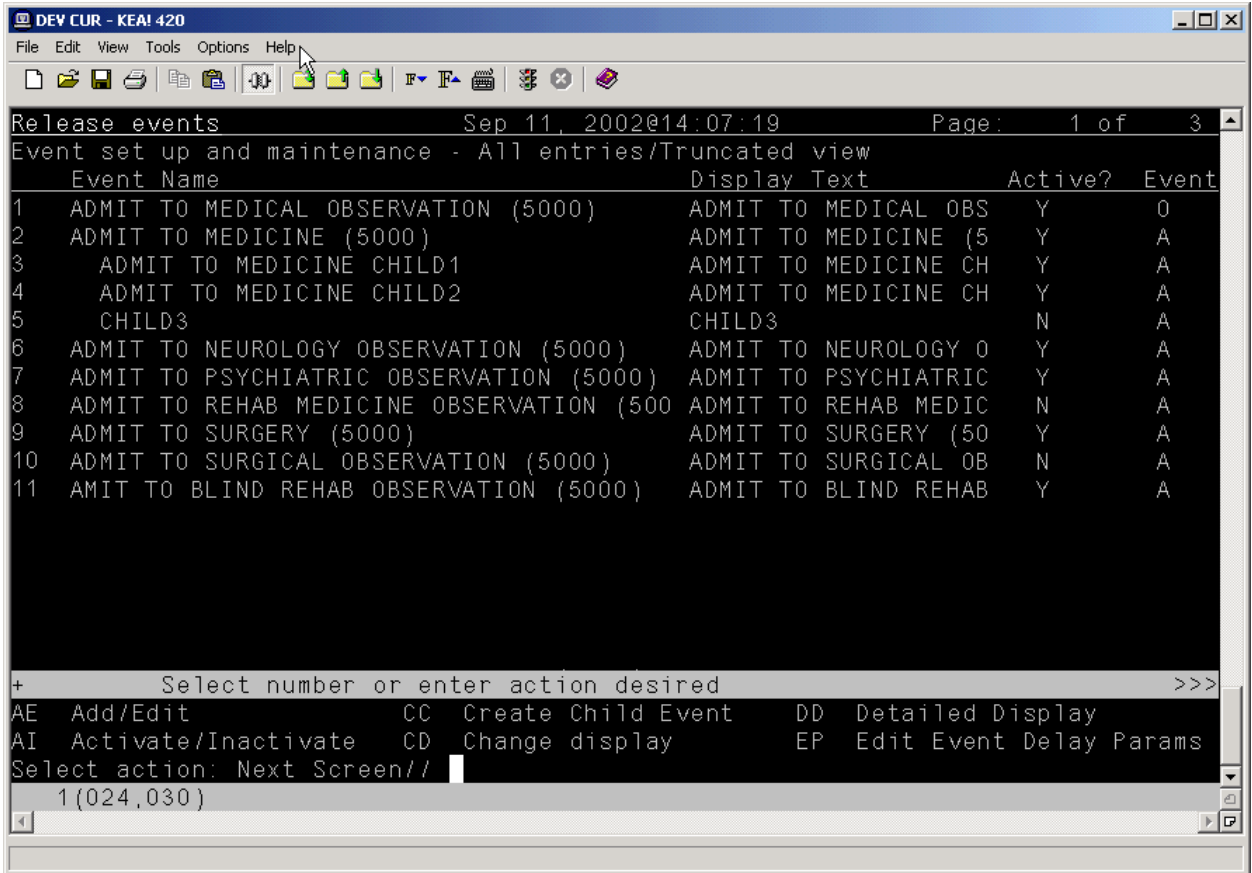 DEV CUR - KEA! 420
File Edit View Tools Options Help
Release events Sep 11, 2002@14:07:19 Page: 1 of 3
Event set up and maintenance - All entries/Truncated view
Event Name Display Text Active? Event
1 ADMIT TO MEDICAL OBSERVATION (5000) ADMIT TO MEDICAL OBS Y O
2 ADMIT TO MEDICINE (5000) ADMIT TO MEDICINE (5 Y A
3 ADMIT TO MEDICINE CHILD1 ADMIT TO MEDICINE CH Y A
4 ADMIT TO MEDICINE CHILD2 ADMIT TO MEDICINE CH Y A
5 CHILD3 CHILD3 N A
6 ADMIT TO NEUROLOGY OBSERVATION (5000) ADMIT TO NEUROLOGY O Y A
7 ADMIT TO PSYCHIATRIC OBSERVATION (5000) ADMIT TO PSYCHIATRIC Y A
8 ADMIT TO REHAB MEDICINE OBSERVATION (500 ADMIT TO REHAB MEDIC N A
9 ADMIT TO SURGERY (5000) ADMIT TO SURGERY (50 Y A
10 ADMIT TO SURGICAL OBSERVATION (5000) ADMIT TO SURGICAL OB N A
11 AMIT TO BLIND REHAB OBSERVATION (5000) ADMIT TO BLIND REHAB Y A
+ Select number or enter action desired >>>
AE Add/Edit CC Create Child Event DD Detailed Display
AI Activate/Inactivate CD Change display EP Edit Event Delay Params
Select action: Next Screen//
1(024,030)